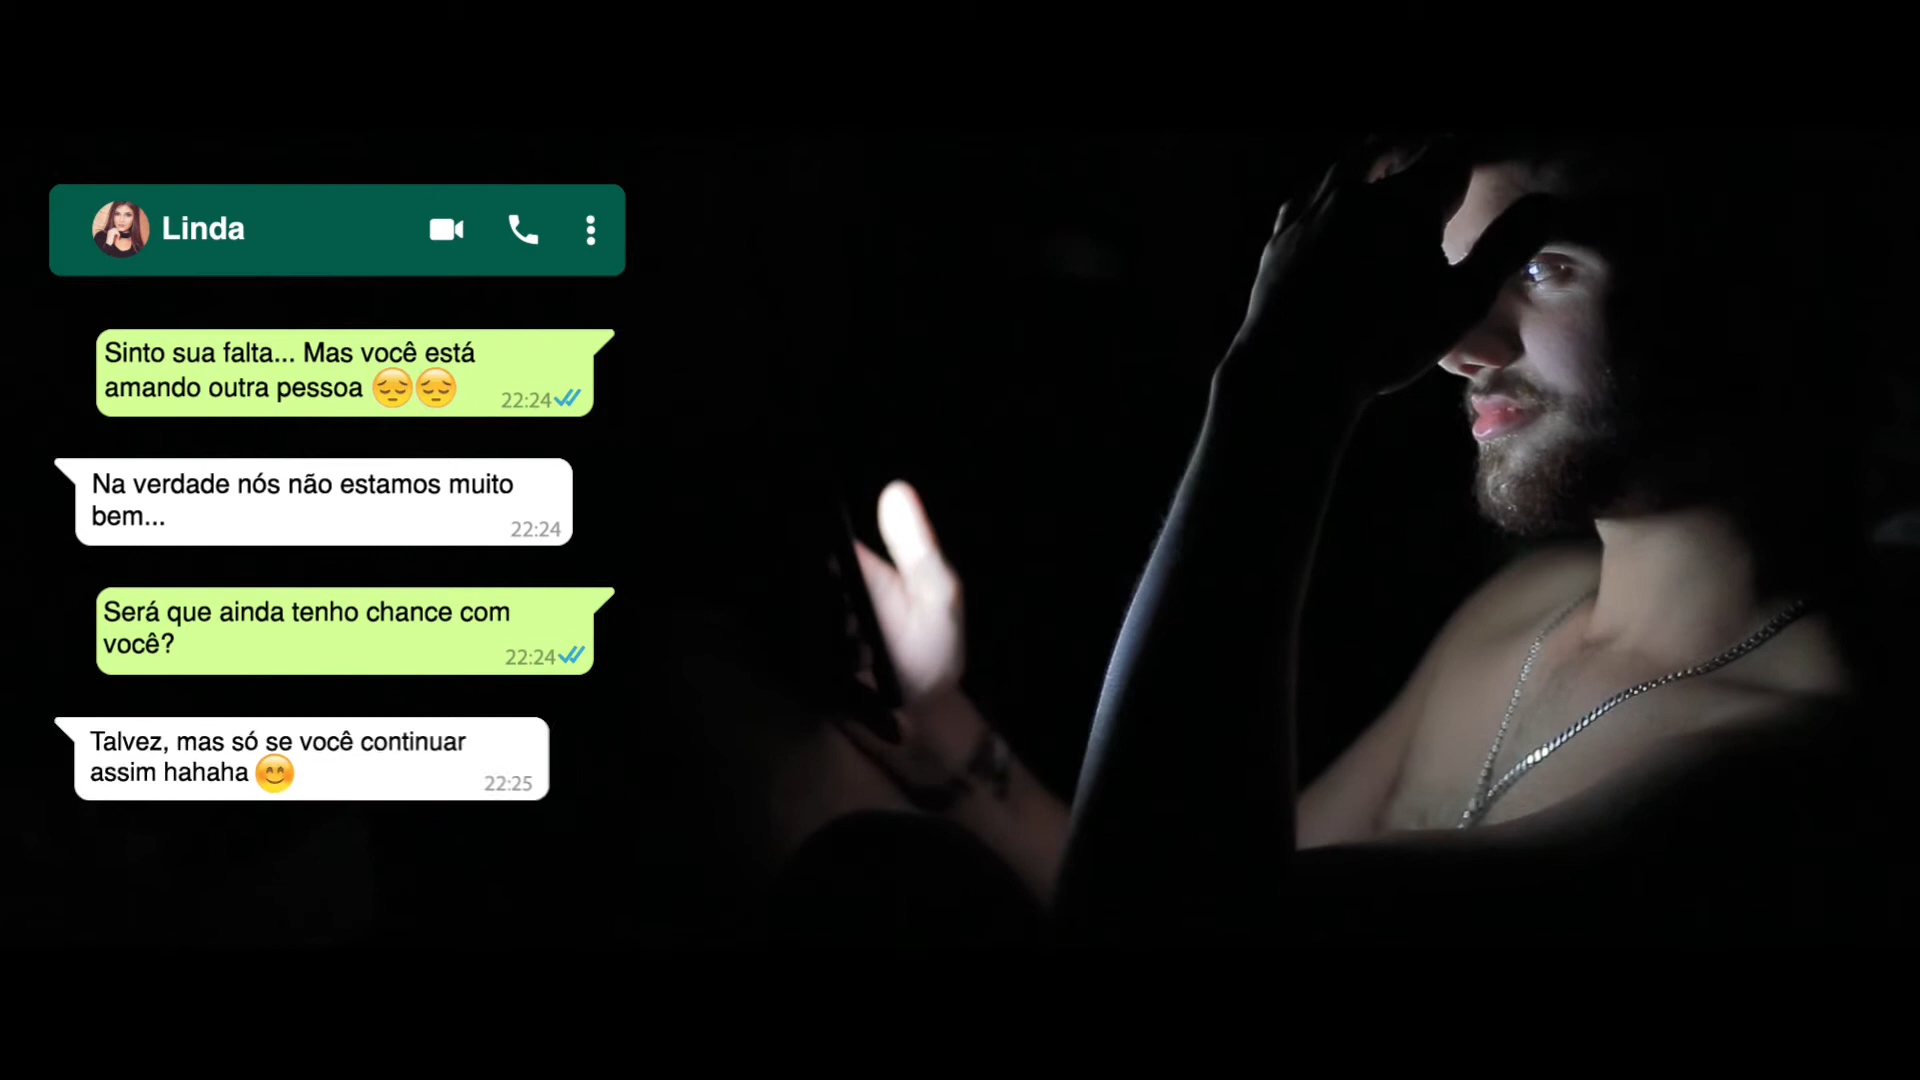 Linda
Sinto sua falta... Mas você está
amando outra pessoa 😔😔
22:24
Na verdade nós não estamos muito
bem...
22:24
Será que ainda tenho chance com
você?
22:24
Talvez, mas só se você continuar
assim hahaha 😊
22:25